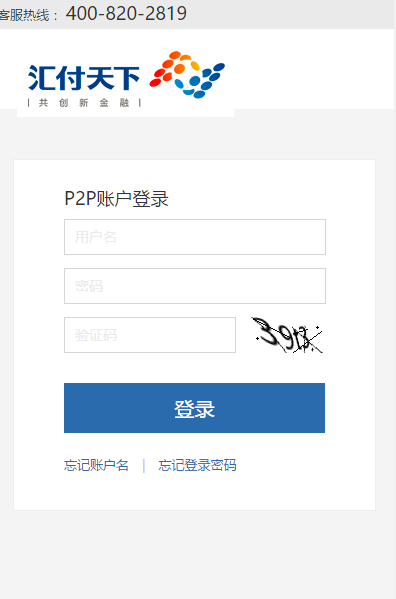 客服热线： 400-820-2819
汇付天下
| 共 创 新 金 融 |
P2P账户登录
用户名
密码
验证码
登录
忘记账户名 | 忘记登录密码